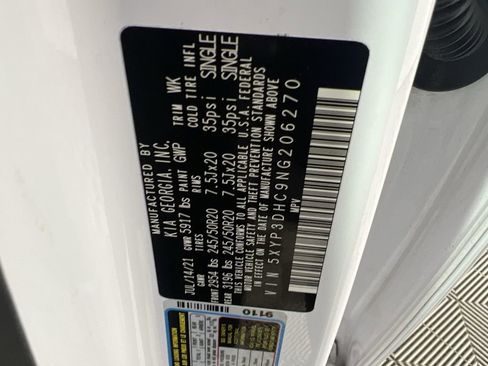 MANUFACTURED BY
KIA GEORGIA, INC.
JUL/14/21 PAINT GWP TRIM WK
GVWR 5917 lbs
TIRES RIMS COLD TIRE INFL
FRONT 2954 lbs 245/50R20 7.5Jx20 35psi SINGLE
REAR 3196 lbs 245/50R20 7.5Jx20 35psi SINGLE
THIS VEHICLE CONFORMS TO ALL APPLICABLE U.S.A. FEDERAL
MOTOR VEHICLE SAFETY AND THEFT PREVENTION STANDARDS
IN EFFECT ON THE DATE OF MANUFACTURE SHOWN ABOVE
VIN 5XYP3DHC9NG206270
MPV
9110